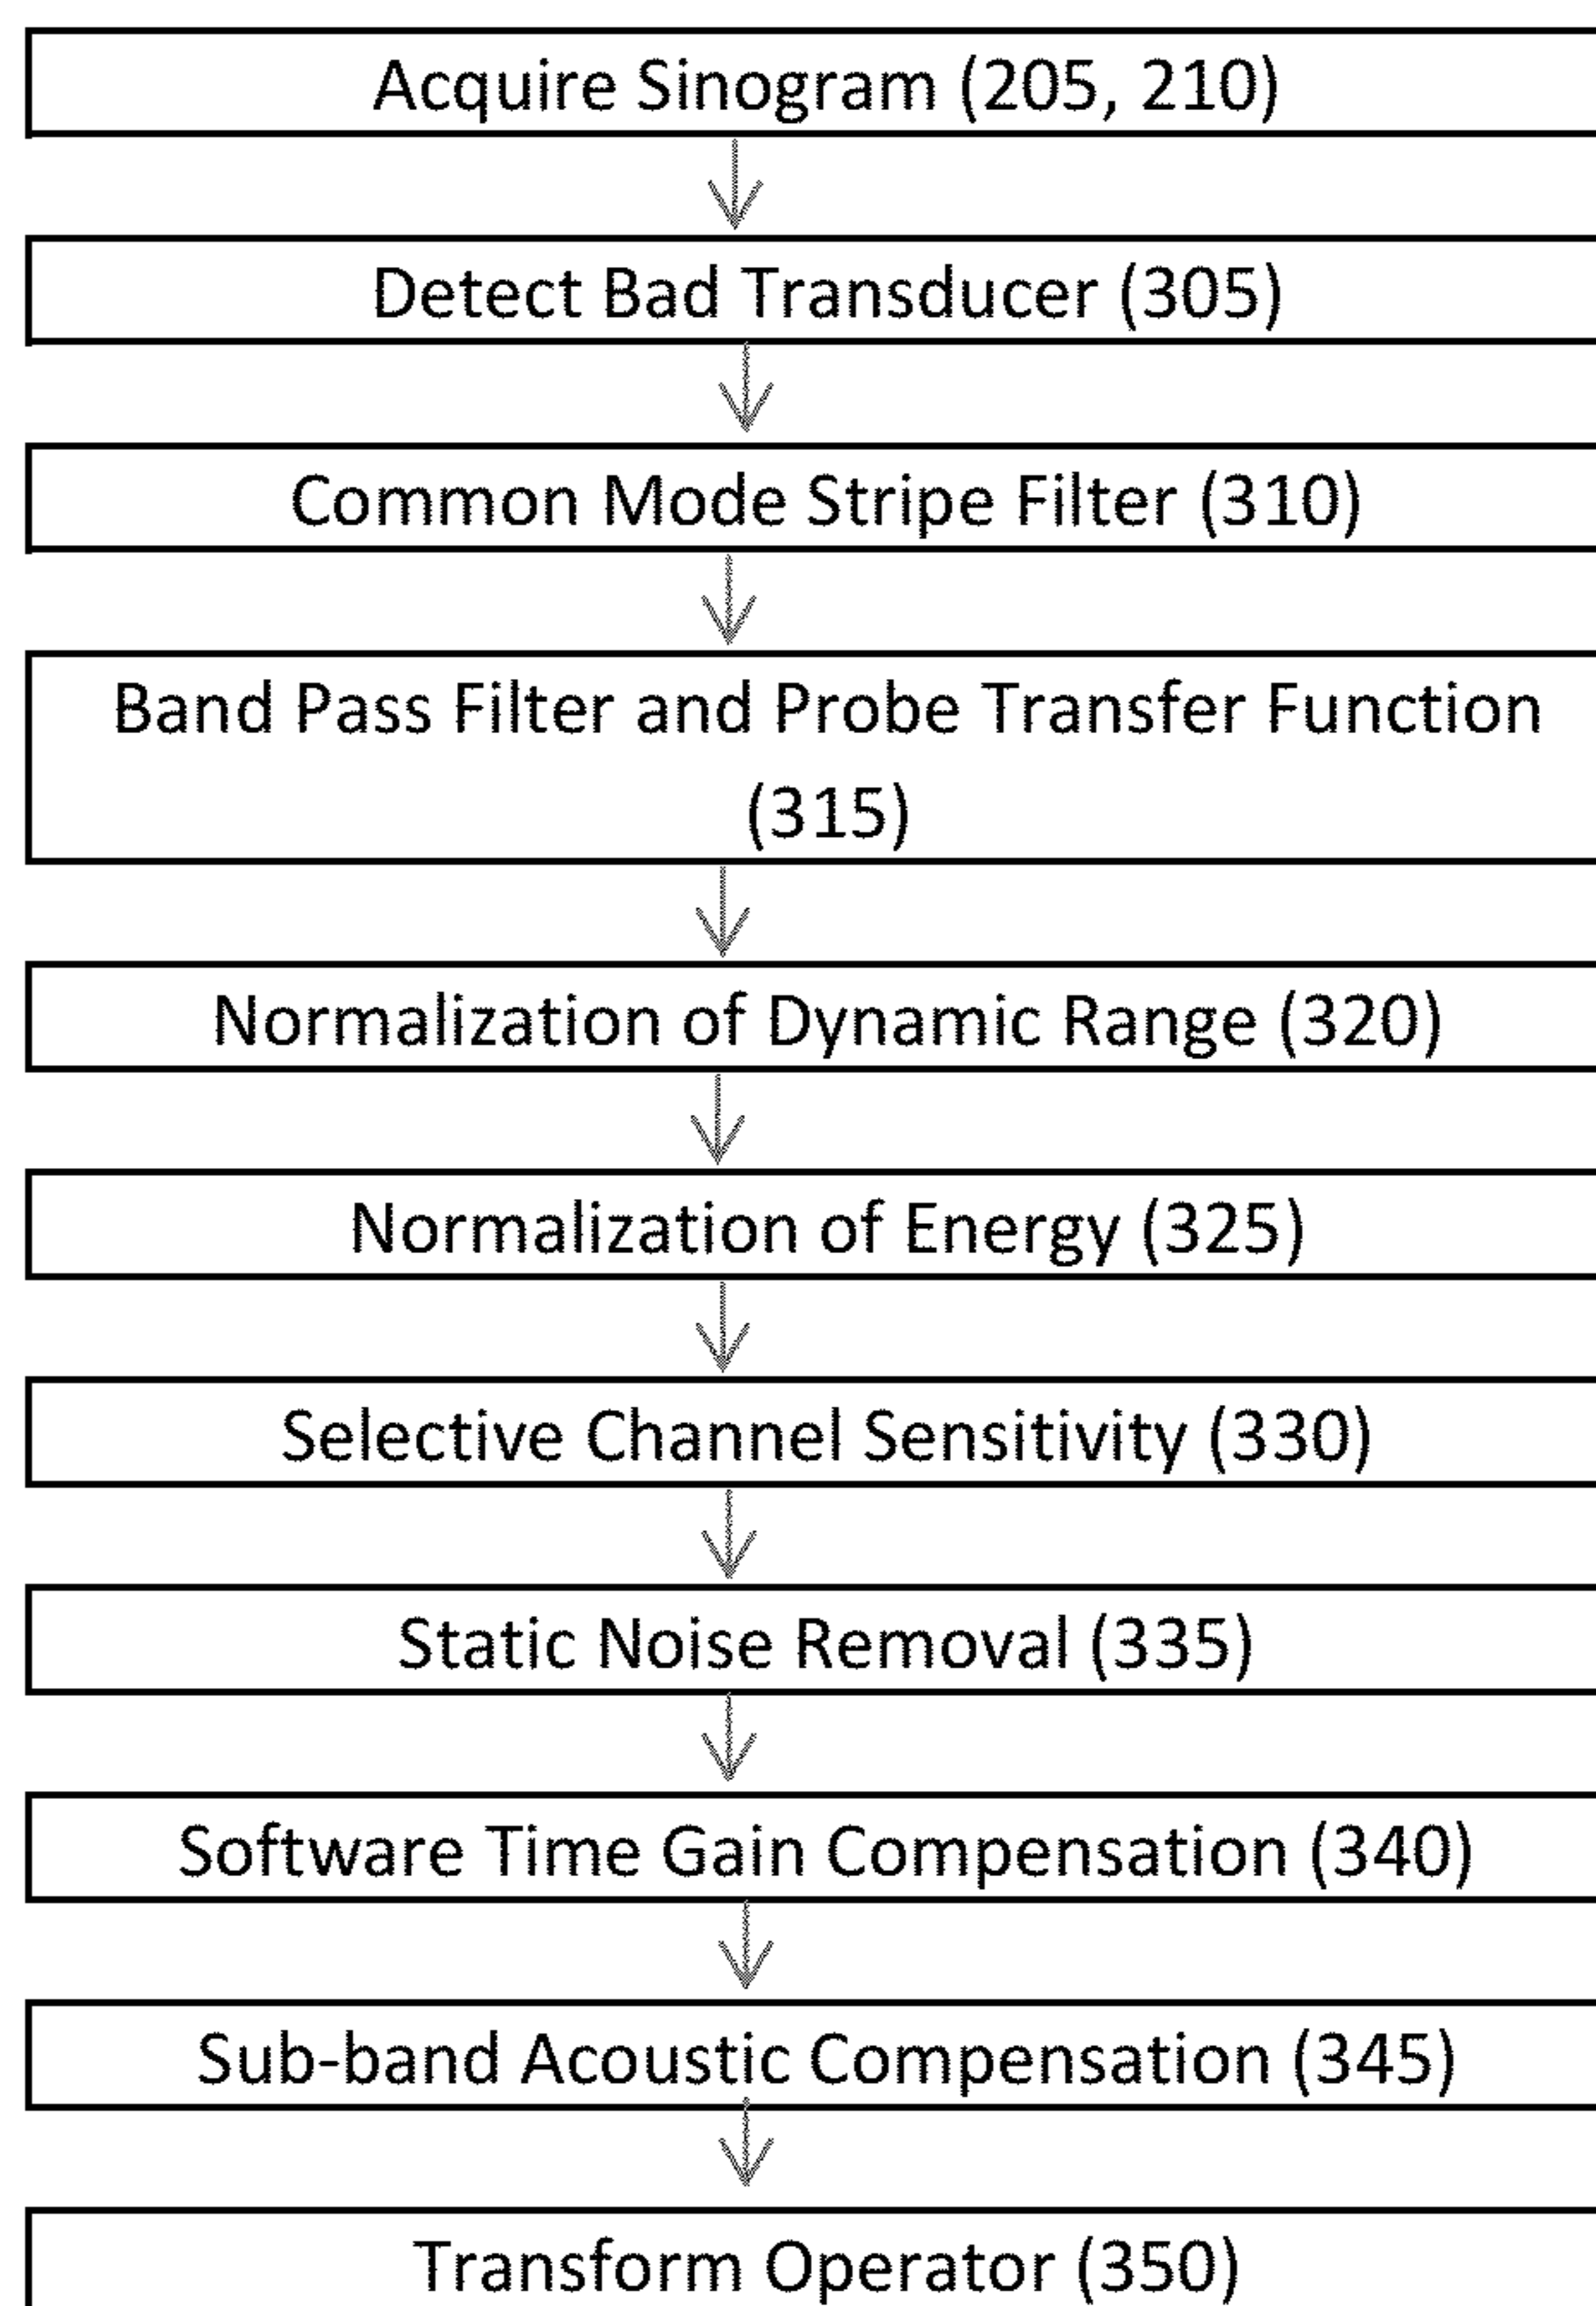 Acquire Sinogram (205, 210)
Detect Bad Transducer (305)
Common Mode Stripe Filter (310)
Band Pass Filter and Probe Transfer Function
(315)
Normalization of Dynamic Range (320)
Normalization of Energy (325)
Selective Channel Sensitivity (330)
Static Noise Removal (335)
Software Time Gain Compensation (340)
Sub-band Acoustic Compensation (345)
Transform Operator (350)